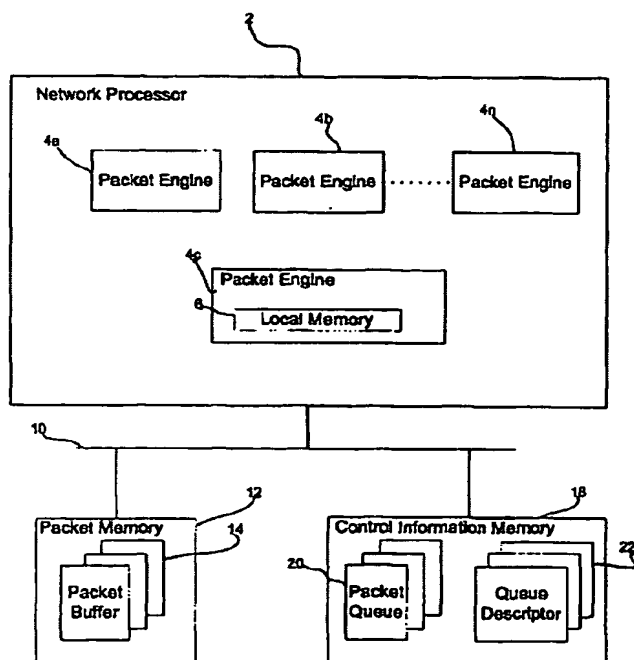 2
Network Processor
4a
4b
4n
Packet Engine
Packet Engine
Packet Engine
4c
Packet Engine
6
Local Memory
10
12
18
Packet Memory
14
Control Information Memory
20
22
Packet
Buffer
Packet
Queue
Queue
Descriptor